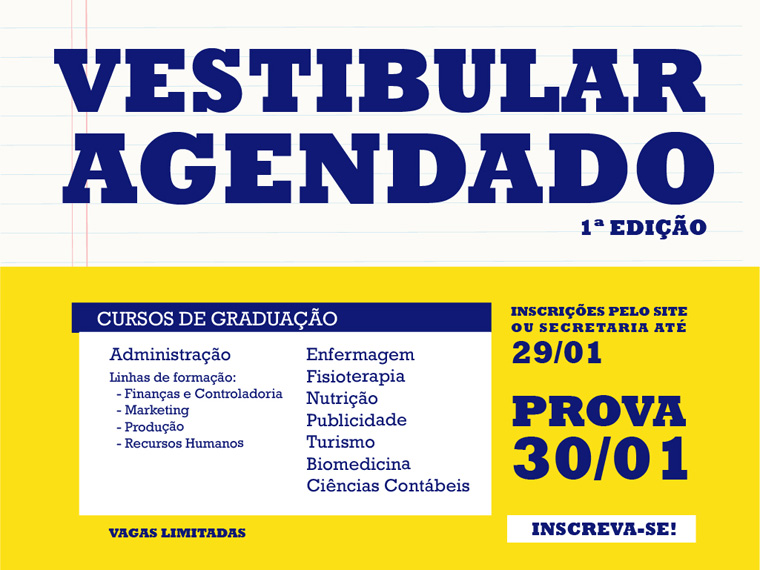 VESTIBULAR
AGENDADO
1ª EDIÇÃO
CURSOS DE GRADUAÇÃO
Administração
Linhas de formação:
- Finanças e Controladoria
- Marketing
- Produção
- Recursos Humanos
Enfermagem
Fisioterapia
Nutrição
Publicidade
Turismo
Biomedicina
Ciências Contábeis
VAGAS LIMITADAS
INSCRIÇÕES PELO SITE
OU SECRETARIA ATÉ
29/01
PROVA
30/01
INSCREVA-SE!